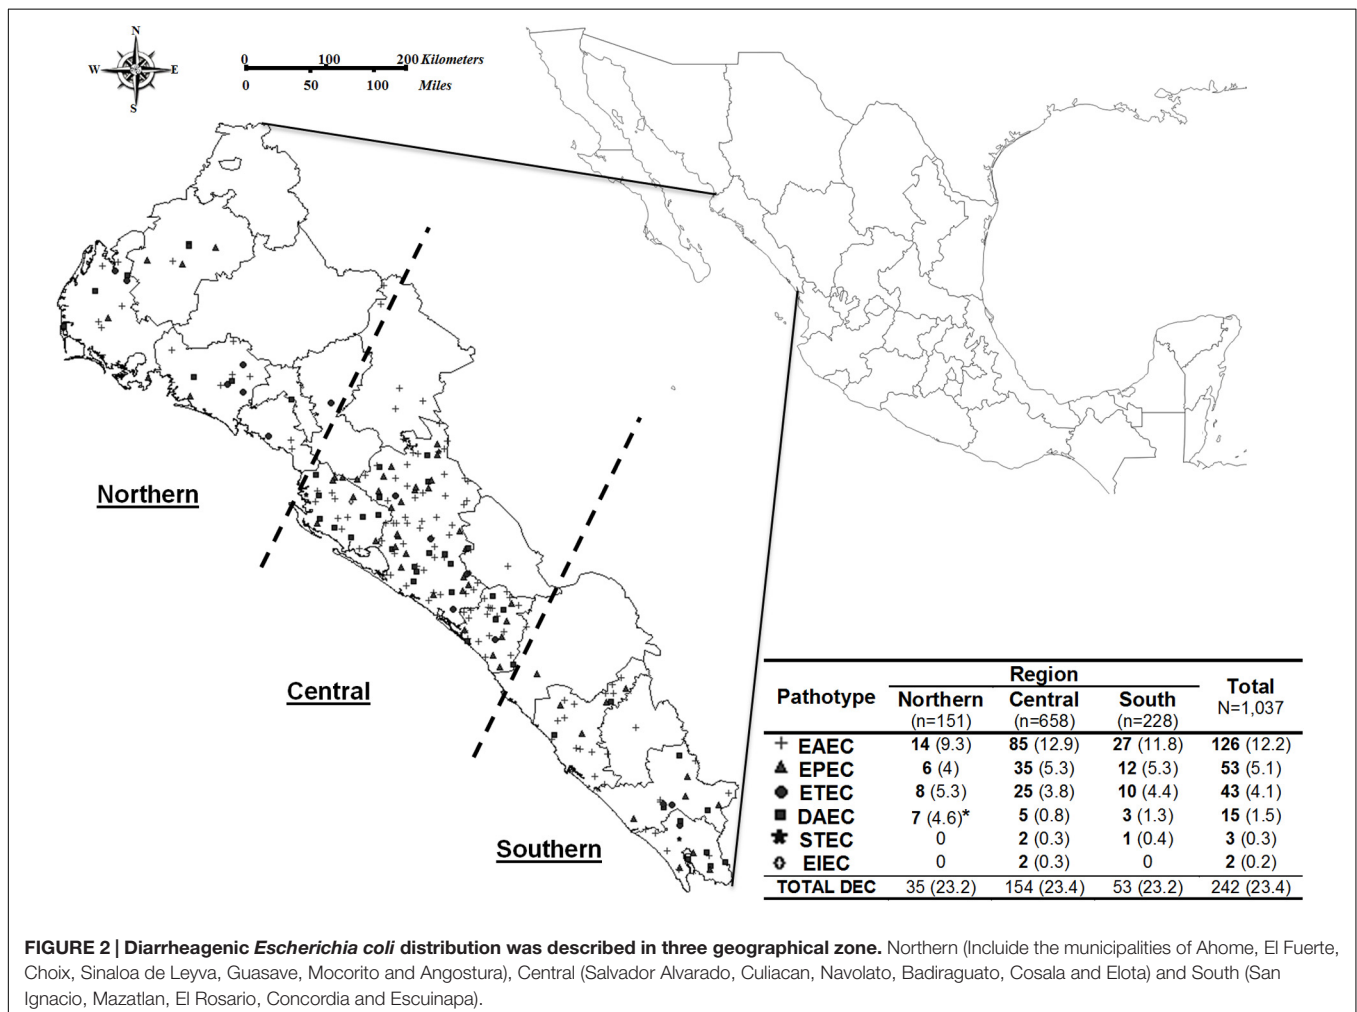 N
W E
S
0 100 200 Kilometers
0 50 100 Miles
Northern
Central
Southern
Region
Pathotype Northern Central South Total
(n=151) (n=658) (n=228) N=1,037
EAEC 14 (9.3) 85 (12.9) 27 (11.8) 126 (12.2)
EPEC 6 (4) 35 (5.3) 12 (5.3) 53 (5.1)
ETEC 8 (5.3) 25 (3.8) 10 (4.4) 43 (4.1)
DAEC 7 (4.6)* 5 (0.8) 3 (1.3) 15 (1.5)
STEC 0 2 (0.3) 1 (0.4) 3 (0.3)
EIEC 0 2 (0.3) 0 2 (0.2)
TOTAL DEC 35 (23.2) 154 (23.4) 53 (23.2) 242 (23.4)
FIGURE 2 | Diarrheagenic Escherichia coli distribution was described in three geographical zone. Northern (Incluide the municipalities of Ahome, El Fuerte,
Choix, Sinaloa de Leyva, Guasave, Mocorito and Angostura), Central (Salvador Alvarado, Culiacan, Navolato, Badiraguato, Cosala and Elota) and South (San
Ignacio, Mazatlan, El Rosario, Concordia and Escuinapa).